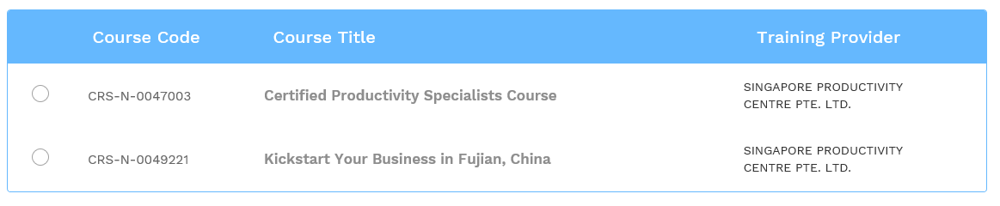 Course Code Course Title Training Provider
CRS-N-0047003 Certified Productivity Specialists Course SINGAPORE PRODUCTIVITY
CENTRE PTE. LTD.
CRS-N-0049221 Kickstart Your Business in Fujian, China SINGAPORE PRODUCTIVITY
CENTRE PTE. LTD.